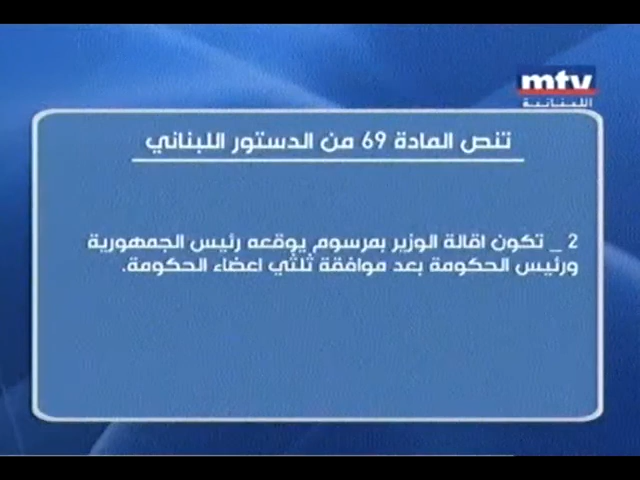 mtv
اللبنانية
تنص المادة 69 من الدستور اللبناني
2 _ تكون اقالة الوزير بمرسوم يوقعه رئيس الجمهورية
ورئيس الحكومة بعد موافقة ثلثي اعضاء الحكومة.